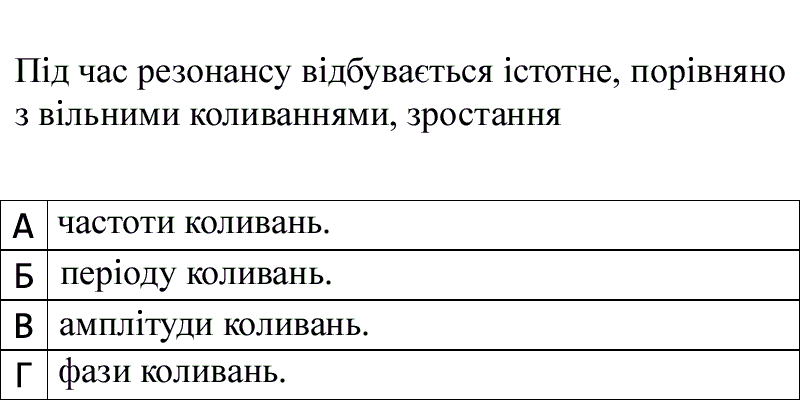 Під час резонансу відбувається істотне, порівняно
з вільними коливаннями, зростання
А частоти коливань.
Б періоду коливань.
В амплітуди коливань.
Г фази коливань.